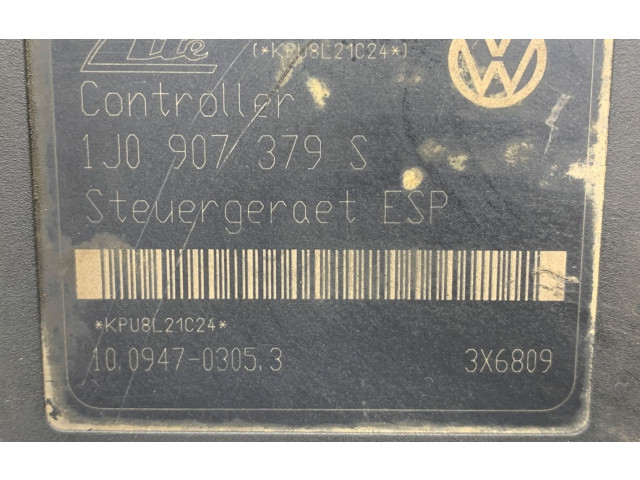 Ate (*KPU8L21C24*)
Controller
1J0 907 379 S
Steuergeraet ESP
*KPU8L21C24*
10.0947-0305.3 3X6809